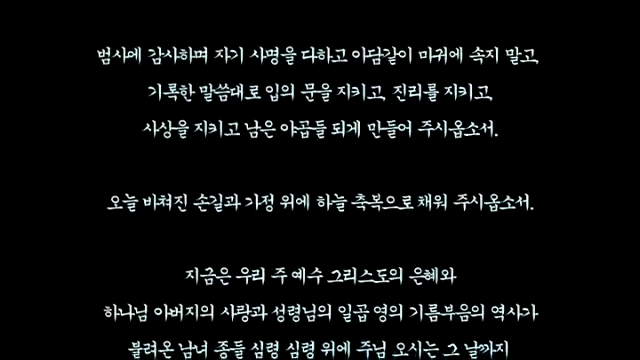 범사에 감사하며 자기 사명을 다하고 아담같이 마귀에 속지 말고,
기록한 말씀대로 입의 문을 지키고, 진리를 지키고,
사상을 지키고 남은 야곱들 되게 만들어 주시옵소서.
오늘 바쳐진 손길과 가정 위에 하늘 축복으로 채워 주시옵소서.
지금은 우리 주 예수 그리스도의 은혜와
하나님 아버지의 사랑과 성령님의 일곱 영의 기름부음의 역사가
불러온 남녀 종들 심령 심령 위에 주님 오시는 그 날까지